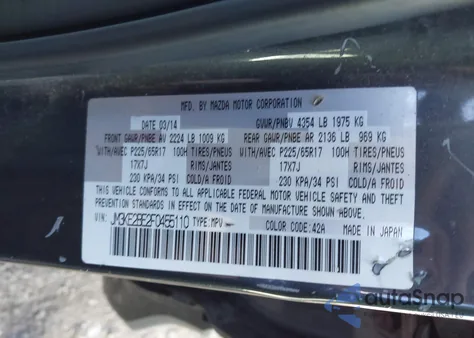 MFD. BY MAZDA MOTOR CORPORATION
DATE 03/14 GVWR/PNBV 4354 LB 1975 KG
FRONT GAWR/PNBE AV 2224 LB 1009 KG REAR GAWR/PNBE AR 2136 LB 969 KG
WITH/AVEC P225/65R17 100H TIRES/PNEUS WITH/AVEC P225/65R17 100H TIRES/PNEUS
17X7J RIMS/JANTES 17X7J RIMS/JANTES
230 KPA/34 PSI COLD/A FROID 230 KPA/34 PSI COLD/A FROID
THIS VEHICLE CONFORMS TO ALL APPLICABLE FEDERAL MOTOR VEHICLE SAFETY AND THEFT
PREVENTION STANDARDS IN EFFECT ON THE DATE OF MANUFACTURE SHOWN ABOVE.
VIN: JM3KE2BE2F0455110 TYPE:MPV COLOR CODE:42A MADE IN JAPAN
autoSnap